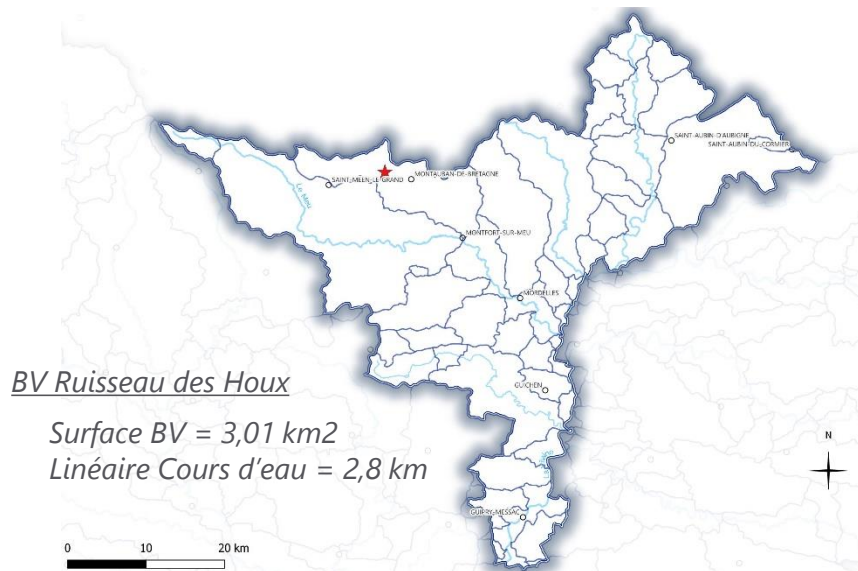 SAINT-AUBIN D'AUBIGNE
SAINT-AUBIN-DU-CORMIER
MONTAUBAN-DE-BRETAGNE
SAINT-MÉEN-LE-GRAND
Le Meu
MONTFORT-SUR-MEU
MORDELLES
BV Ruisseau des Houx
GUICHEN
Surface BV = 3,01 km2
Linéaire Cours d'eau = 2,8 km
N
GUIPRY-MESSAC
0 10 20 km